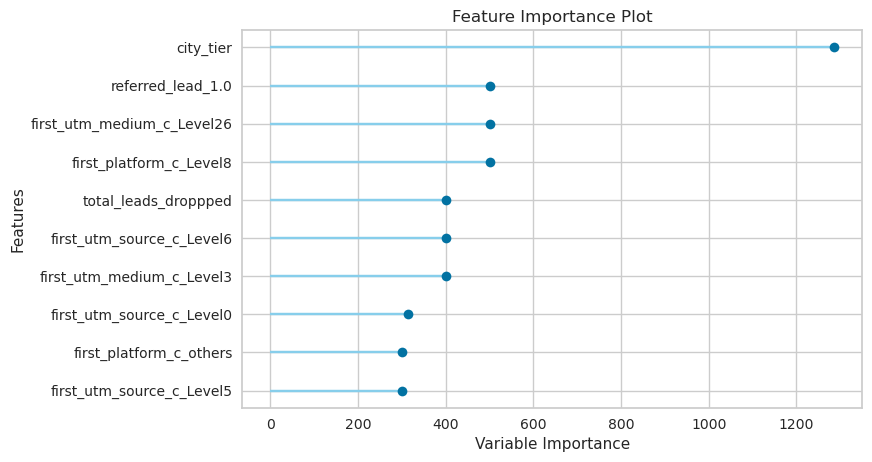 Feature Importance Plot
city_tier
referred_lead_1.0
first_utm_medium_c_Level26
first_platform_c_Level8
total_leads_droppped
first_utm_source_c_Level6
first_utm_medium_c_Level3
first_utm_source_c_Level0
first_platform_c_others
first_utm_source_c_Level5
Features
0 200 400 600 800 1000 1200
Variable Importance